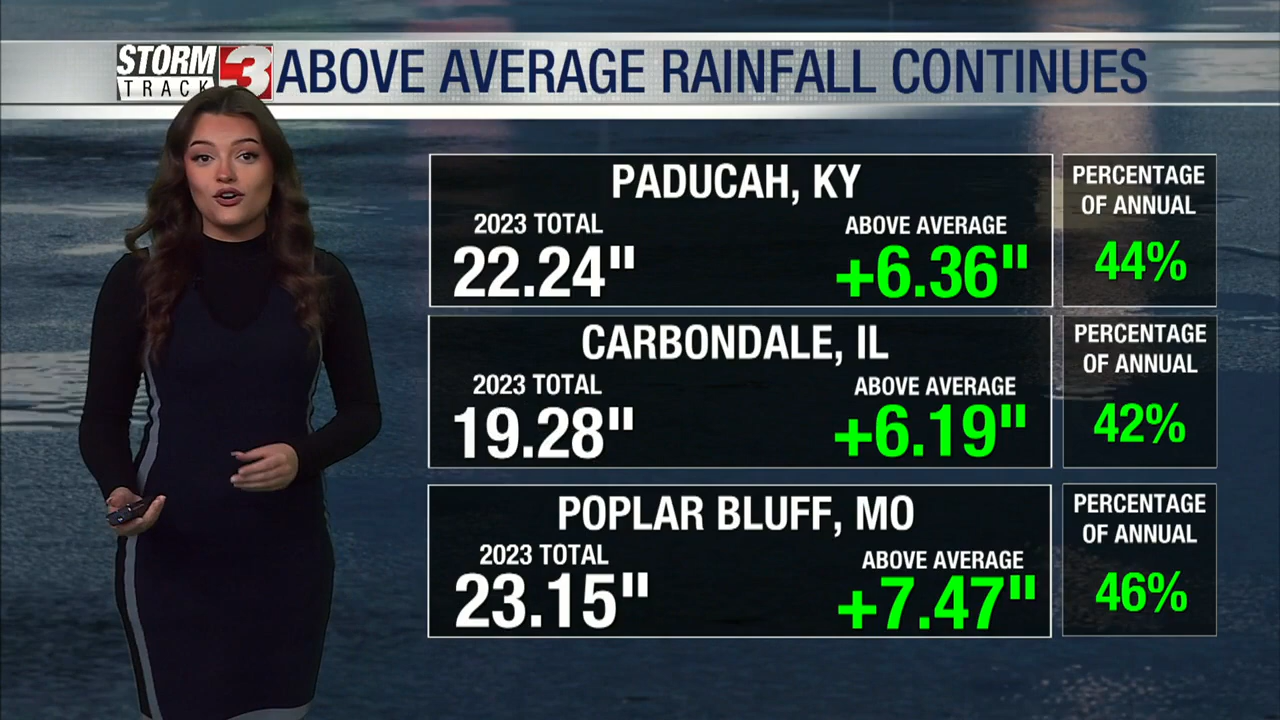 STORM
TRACK 3
ABOVE AVERAGE RAINFALL CONTINUES
PADUCAH, KY
2023 TOTAL
22.24"
ABOVE AVERAGE
+6.36"
PERCENTAGE
OF ANNUAL
44%
CARBONDALE, IL
2023 TOTAL
19.28"
ABOVE AVERAGE
+6.19"
PERCENTAGE
OF ANNUAL
42%
POPLAR BLUFF, MO
2023 TOTAL
23.15"
ABOVE AVERAGE
+7.47"
PERCENTAGE
OF ANNUAL
46%